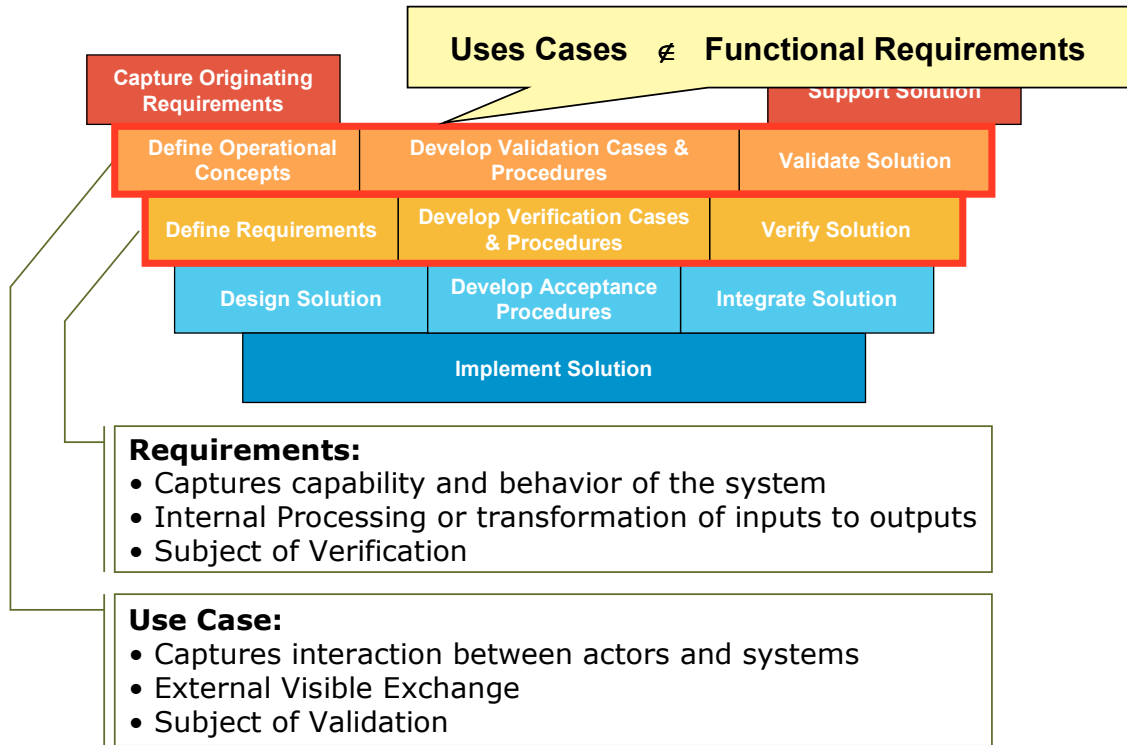 Uses Cases ∉ Functional Requirements
Capture Originating
Requirements
Support Solution
Define Operational
Concepts
Develop Validation Cases &
Procedures
Validate Solution
Define Requirements
Develop Verification Cases
& Procedures
Verify Solution
Design Solution
Develop Acceptance
Procedures
Integrate Solution
Implement Solution
Requirements:
• Captures capability and behavior of the system
• Internal Processing or transformation of inputs to outputs
• Subject of Verification
Use Case:
• Captures interaction between actors and systems
• External Visible Exchange
• Subject of Validation